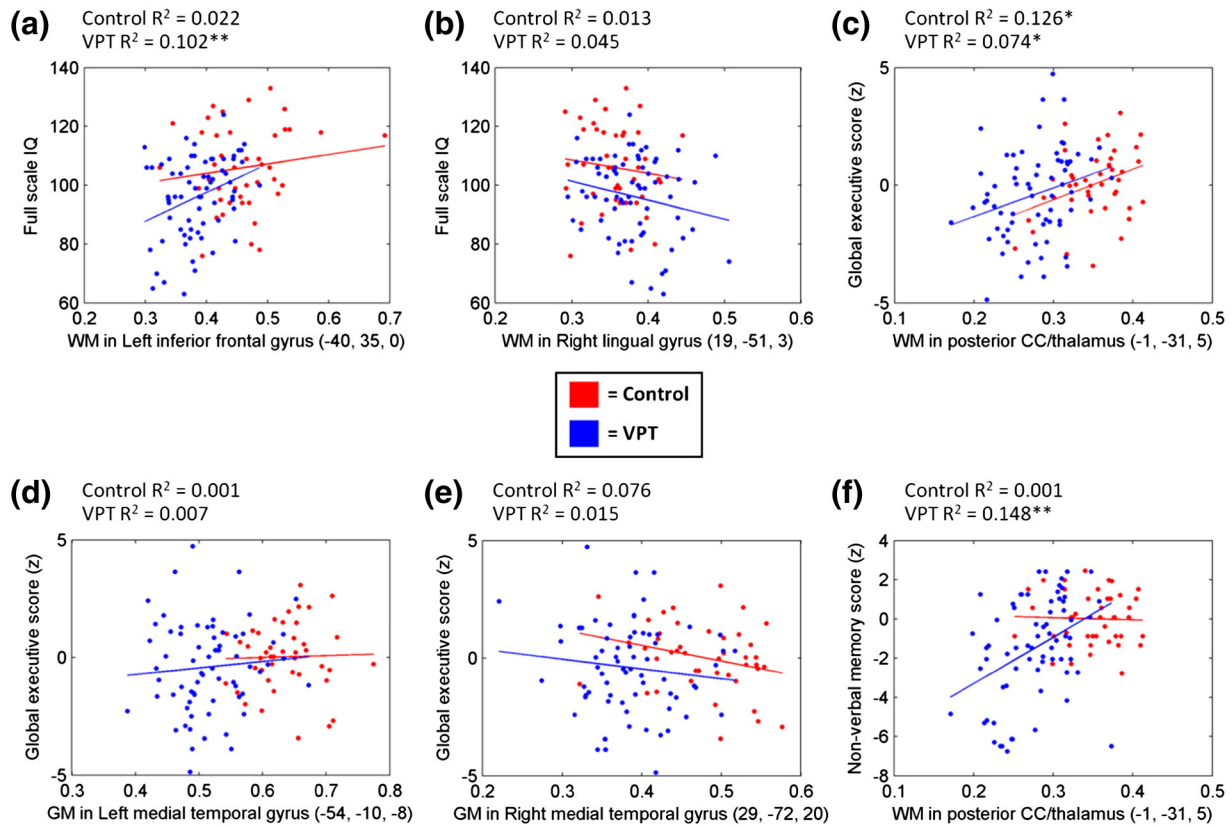 (a) Control R² = 0.022
VPT R² = 0.102**
140
120
100
80
60
Full scale IQ
0.2 0.3 0.4 0.5 0.6 0.7
WM in Left inferior frontal gyrus (-40, 35, 0)
(b) Control R² = 0.013
VPT R² = 0.045
140
120
100
80
60
Full scale IQ
0.2 0.3 0.4 0.5 0.6
WM in Right lingual gyrus (19, -51, 3)
(c) Control R² = 0.126*
VPT R² = 0.074*
5
0
-5
Global executive score (z)
0.1 0.2 0.3 0.4 0.5
WM in posterior CC/thalamus (-1, -31, 5)
= Control
= VPT
(d) Control R² = 0.001
VPT R² = 0.007
5
0
-5
Global executive score (z)
0.3 0.4 0.5 0.6 0.7 0.8
GM in Left medial temporal gyrus (-54, -10, -8)
(e) Control R² = 0.076
VPT R² = 0.015
5
0
-5
Global executive score (z)
0.2 0.3 0.4 0.5 0.6
GM in Right medial temporal gyrus (29, -72, 20)
(f) Control R² = 0.001
VPT R² = 0.148**
4
2
0
-2
-4
-6
-8
Non-verbal memory score (z)
0.1 0.2 0.3 0.4 0.5
WM in posterior CC/thalamus (-1, -31, 5)